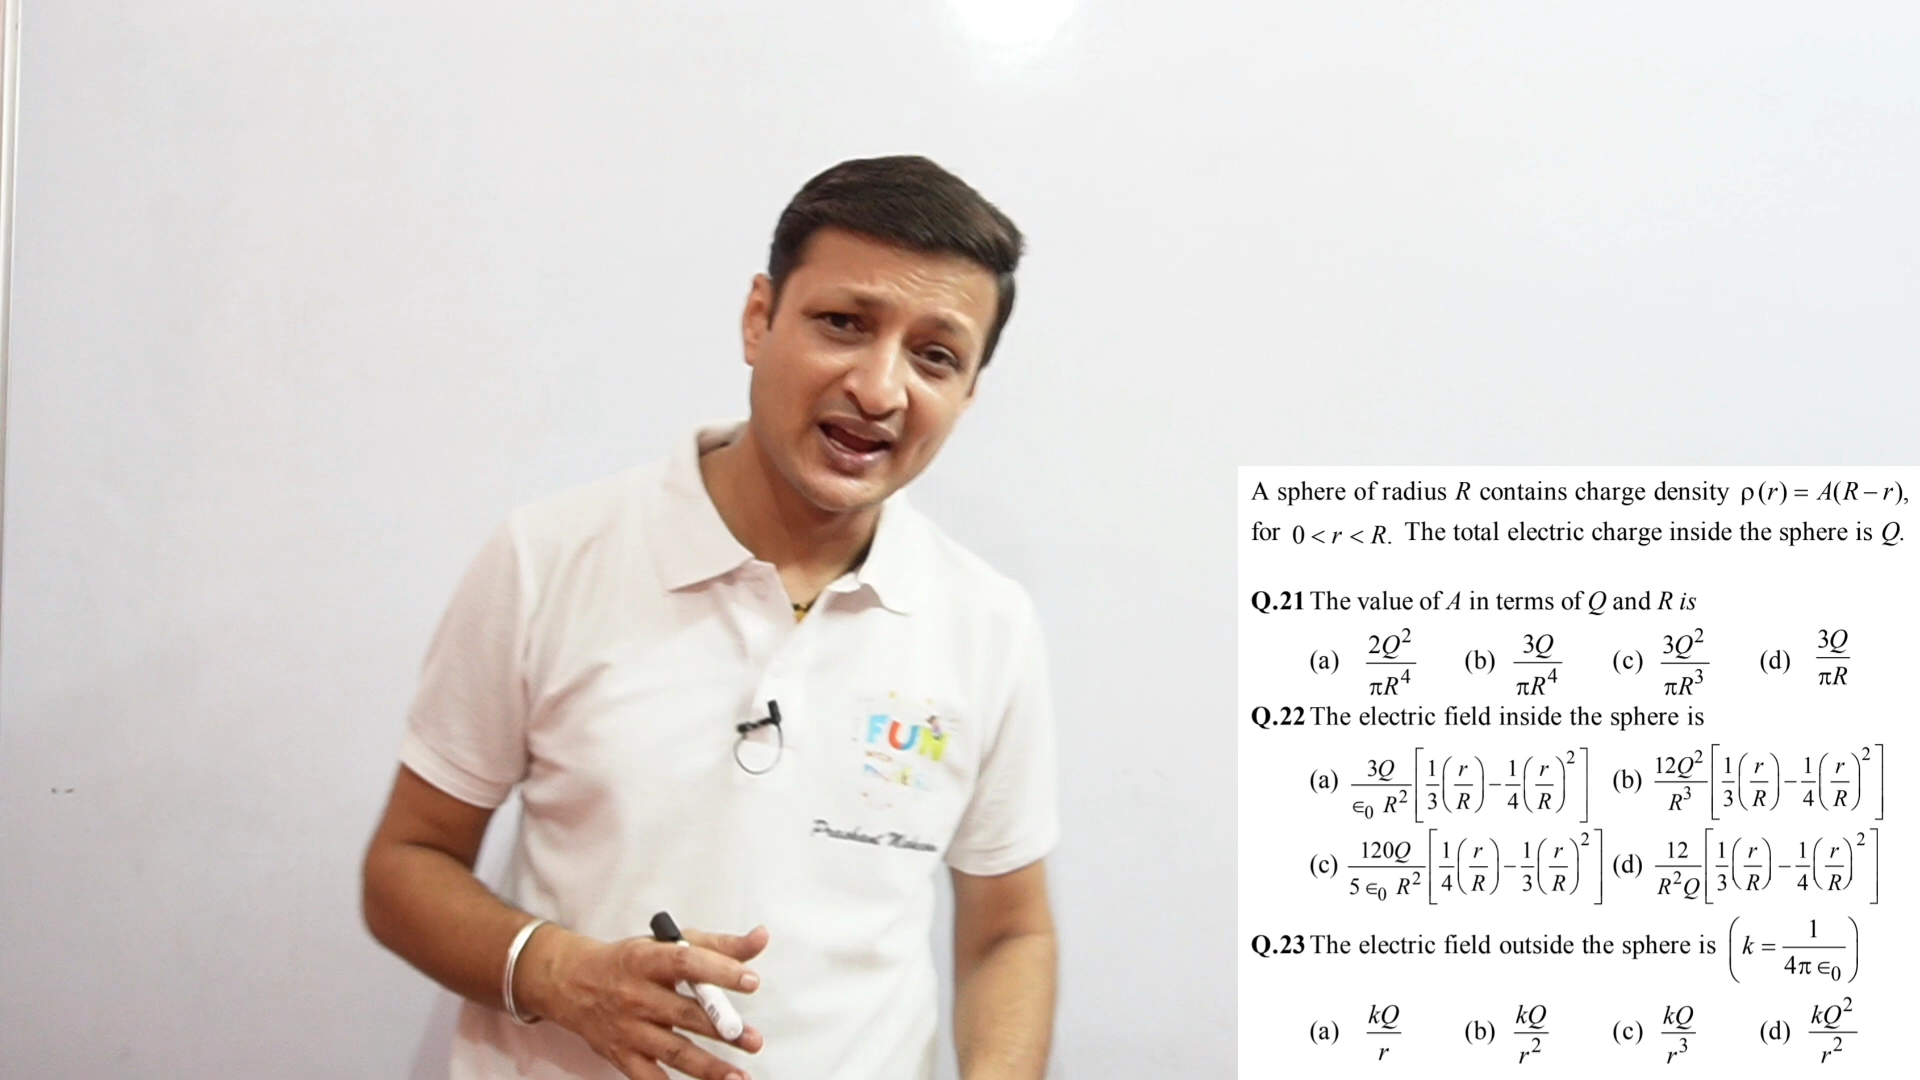 FUN
A sphere of radius R contains charge density ρ(r) = A(R – r),
for 0 < r < R. The total electric charge inside the sphere is Q.
Q.21 The value of A in terms of Q and R is
(a) 2Q²/πR⁴ (b) 3Q/πR⁴ (c) 3Q²/πR³ (d) 3Q/πR
Q.22 The electric field inside the sphere is
(a) 3Q/∈₀ R² [1/3 (r/R) – 1/4 (r/R)²] (b) 12Q²/R³ [1/3 (r/R) – 1/4 (r/R)²]
(c) 120Q/5 ∈₀ R² [1/4 (r/R) – 1/3 (r/R)²] (d) 12/R²Q [1/3 (r/R) – 1/4 (r/R)²]
Q.23 The electric field outside the sphere is (k = 1/4π ∈₀)
(a) kQ/r (b) kQ/r² (c) kQ/r³ (d) kQ²/r²